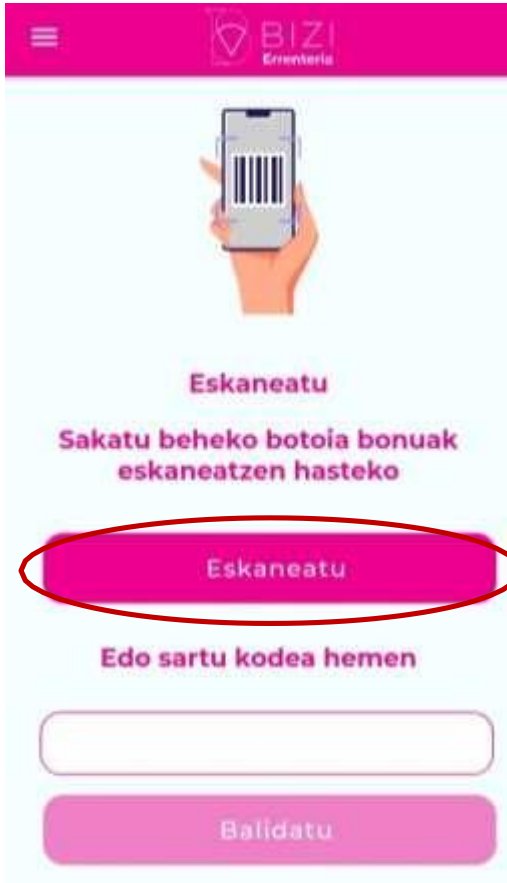 BIZI
Errenteria
Eskaneatu
Sakatu beheko botoia bonuak
eskaneatzen hasteko
Eskaneatu
Edo sartu kodea hemen
Balidatu